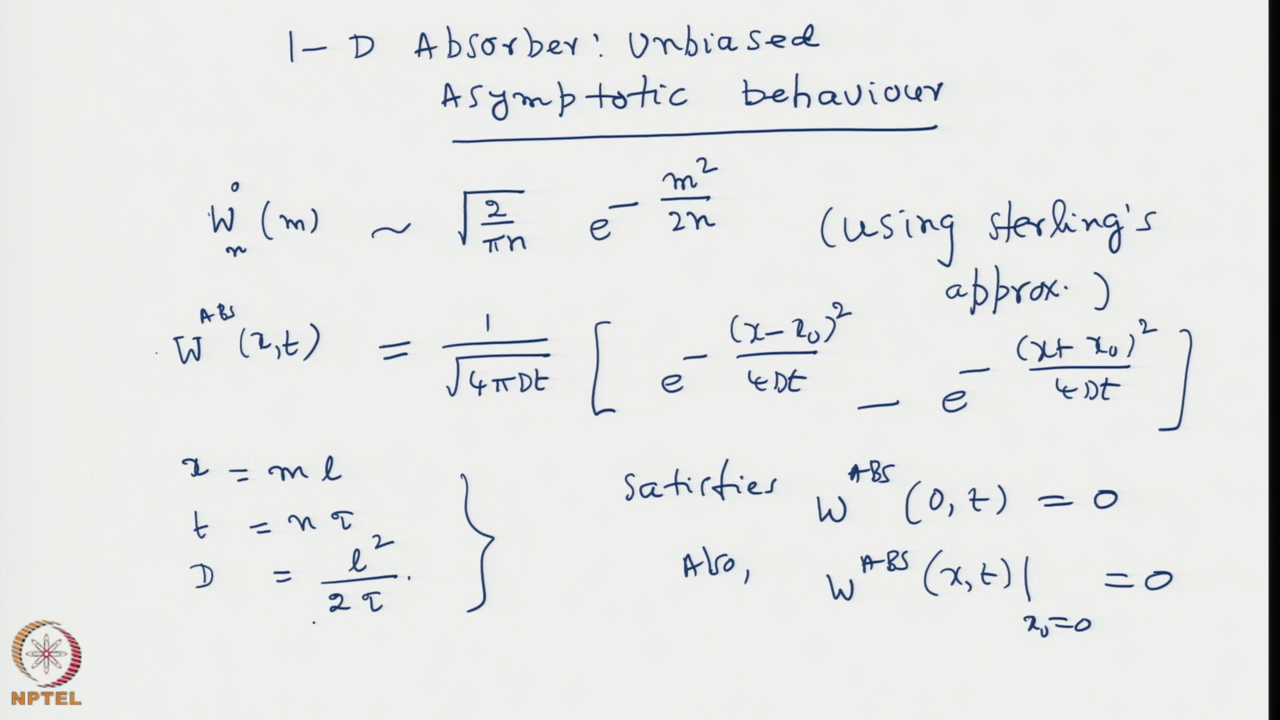 1-D Absorber: Unbiased
Asymptotic behaviour
W°ₙ(m) ~ √(2/πn) e^(-m²/2n) (using sterling's
approx.)
W^ABS(x,t) = 1/√(4πDt) [e^(-(x-x₀)²/4Dt) - e^(-(x+x₀)²/4Dt)]
x = ml
t = nτ
D = l²/2τ.
Satisfies W^ABS(0,t) = 0
Also, W^ABS(x,t)|ₓ₀₌₀ = 0
NPTEL